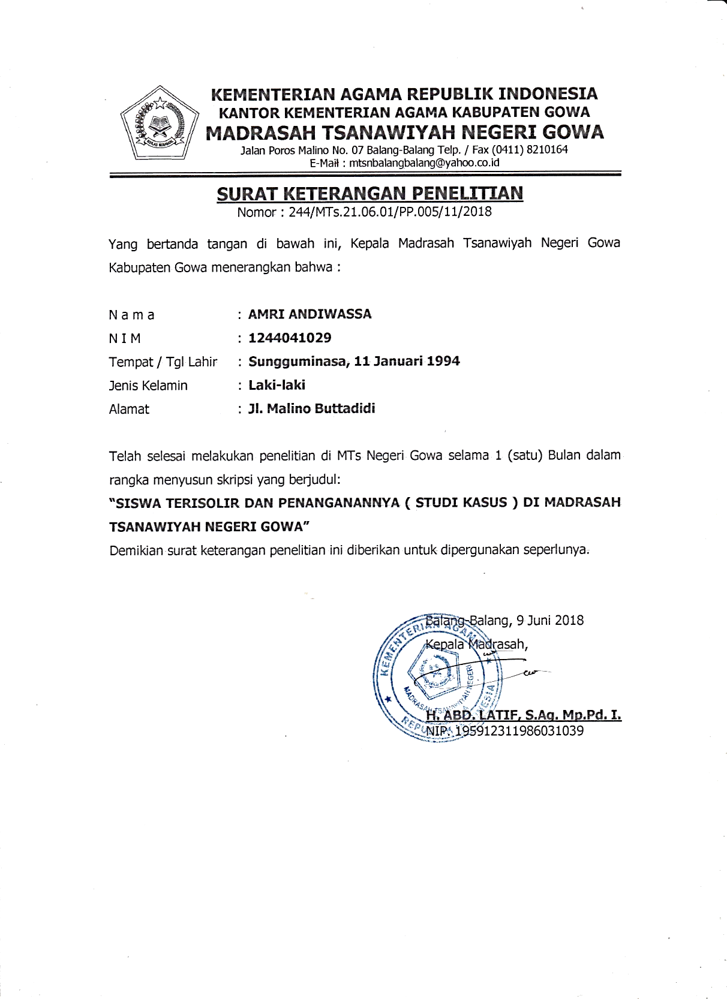 KEMENTERIAN AGAMA REPUBLIK INDONESIA
KANTOR KEMENTERIAN AGAMA KABUPATEN GOWA
MADRASAH TSANAWIYAH NEGERI GOWA
Jalan Poros Malino No. 07 Balang-Balang Telp. / Fax (0411) 8210164
E-Mail : mtsnbalangbalang@yahoo.co.id
IKHLAS BERAMAL
SURAT KETERANGAN PENELITIAN
Nomor : 244/MTs.21.06.01/PP.005/11/2018
Yang bertanda tangan di bawah ini, Kepala Madrasah Tsanawiyah Negeri Gowa
Kabupaten Gowa menerangkan bahwa :
N a m a : AMRI ANDIWASSA
N I M : 1244041029
Tempat / Tgl Lahir : Sungguminasa, 11 Januari 1994
Jenis Kelamin : Laki-laki
Alamat : Jl. Malino Buttadidi
Telah selesai melakukan penelitian di MTs Negeri Gowa selama 1 (satu) Bulan dalam
rangka menyusun skripsi yang berjudul:
“SISWA TERISOLIR DAN PENANGANANNYA ( STUDI KASUS ) DI MADRASAH
TSANAWIYAH NEGERI GOWA”
Demikian surat keterangan penelitian ini diberikan untuk dipergunakan seperlunya.
Balang-Balang, 9 Juni 2018
Kepala Madrasah,
KEMENTERIAN AGAMA
REPUBLIK INDONESIA
MADRASAH TSANAWIYAH NEGERI
H. ABD. LATIF, S.Ag. Mp.Pd. I.
NIP. 195912311986031039